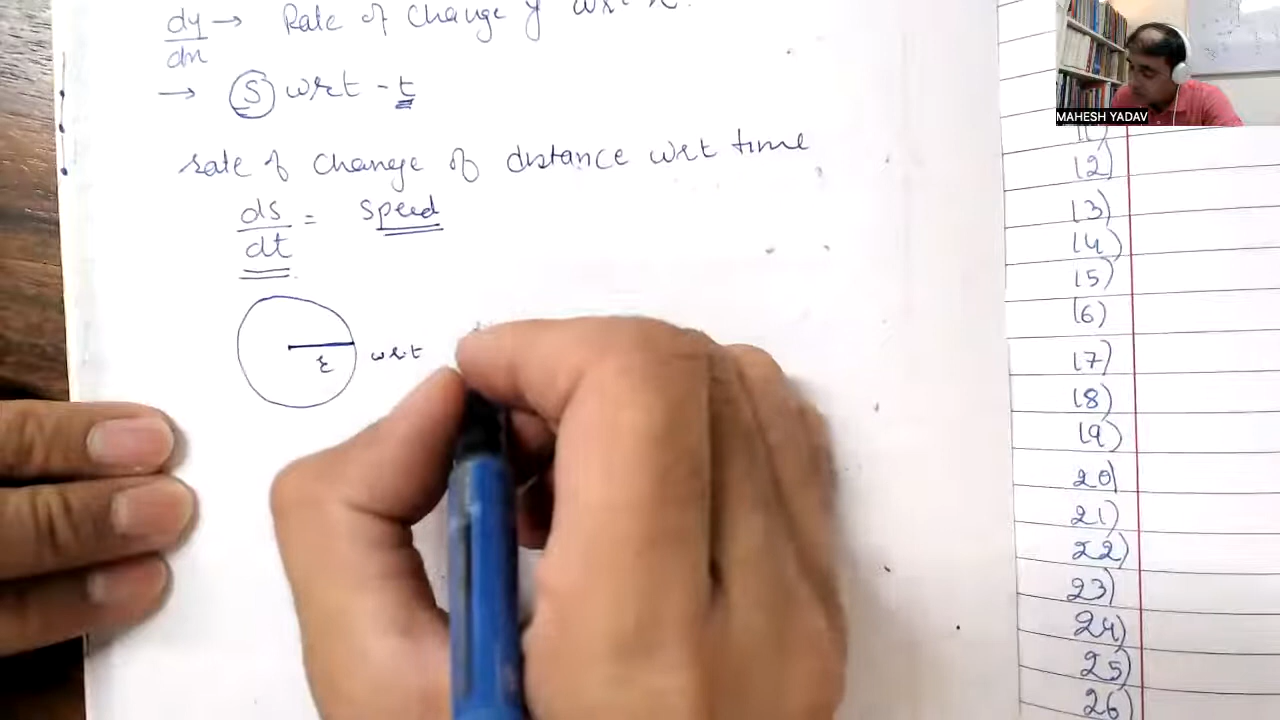 dy/dx → Rate of change y wrt x.
→ S wrt - t
rate of change of distance wrt time
ds/dt = speed
r w.r.t
MAHESH YADAV
12)
13)
14)
15)
16)
17)
18)
19)
20)
21)
22)
23)
24)
25)
26)